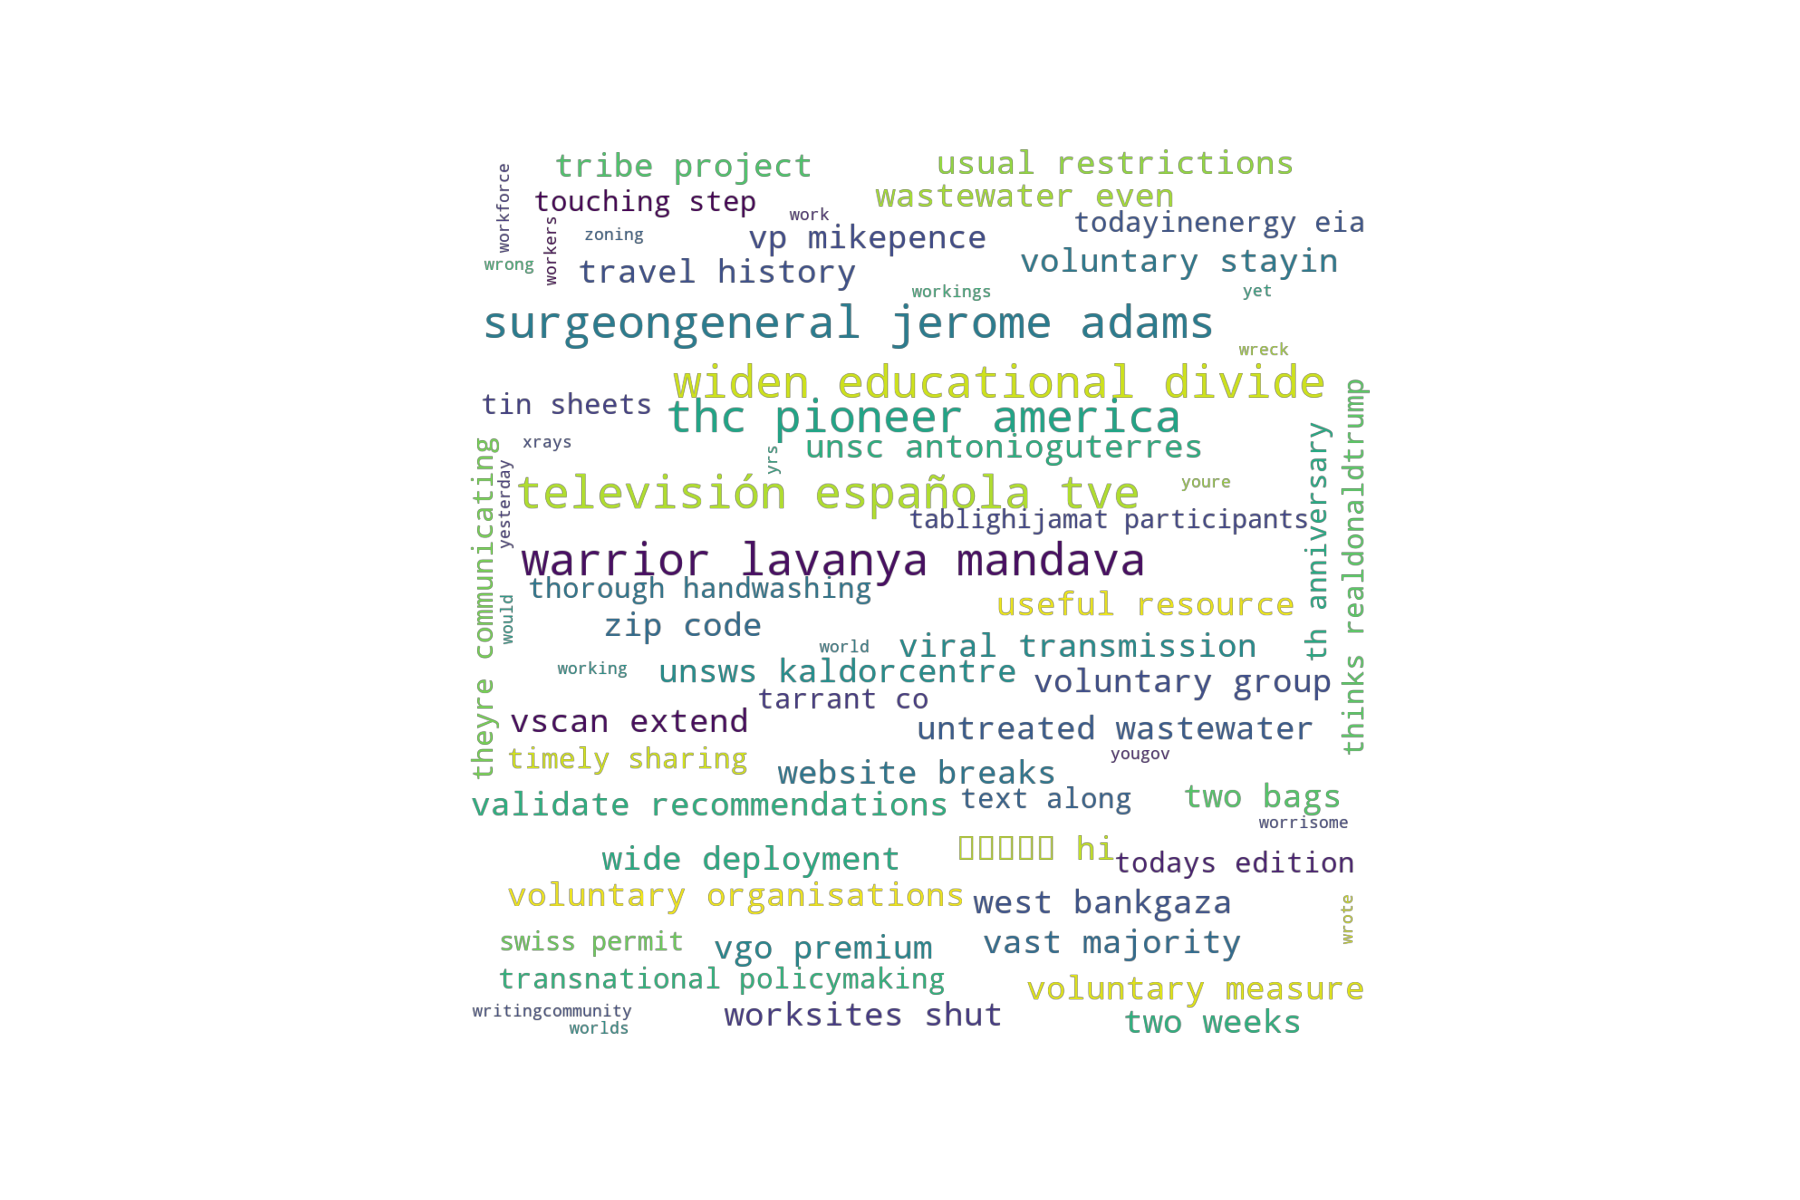 tribe project
usual restrictions
workforce
touching step
wastewater even
work
todayinenergy eia
workers
zoning
vp mikepence
wrong
travel history
voluntary stayin
workings
yet
surgeongeneral jerome adams
wreck
widen educational divide
tin sheets
thc pioneer america
thinks realdonaldtrump
xrays
yrs
unsc antonioguterres
th anniversary
theyre communicating
yesterday
televisión española tve
youre
tablighijamat participants
warrior lavanya mandava
thorough handwashing
would
useful resource
zip code
world
viral transmission
working
unsws kaldorcentre
voluntary group
tarrant co
vscan extend
untreated wastewater
timely sharing
yougov
website breaks
validate recommendations
text along
two bags
worrisome
hi
wide deployment
todays edition
voluntary organisations
west bankgaza
wrote
swiss permit
vgo premium
vast majority
transnational policymaking
voluntary measure
writingcommunity
worksites shut
two weeks
worlds